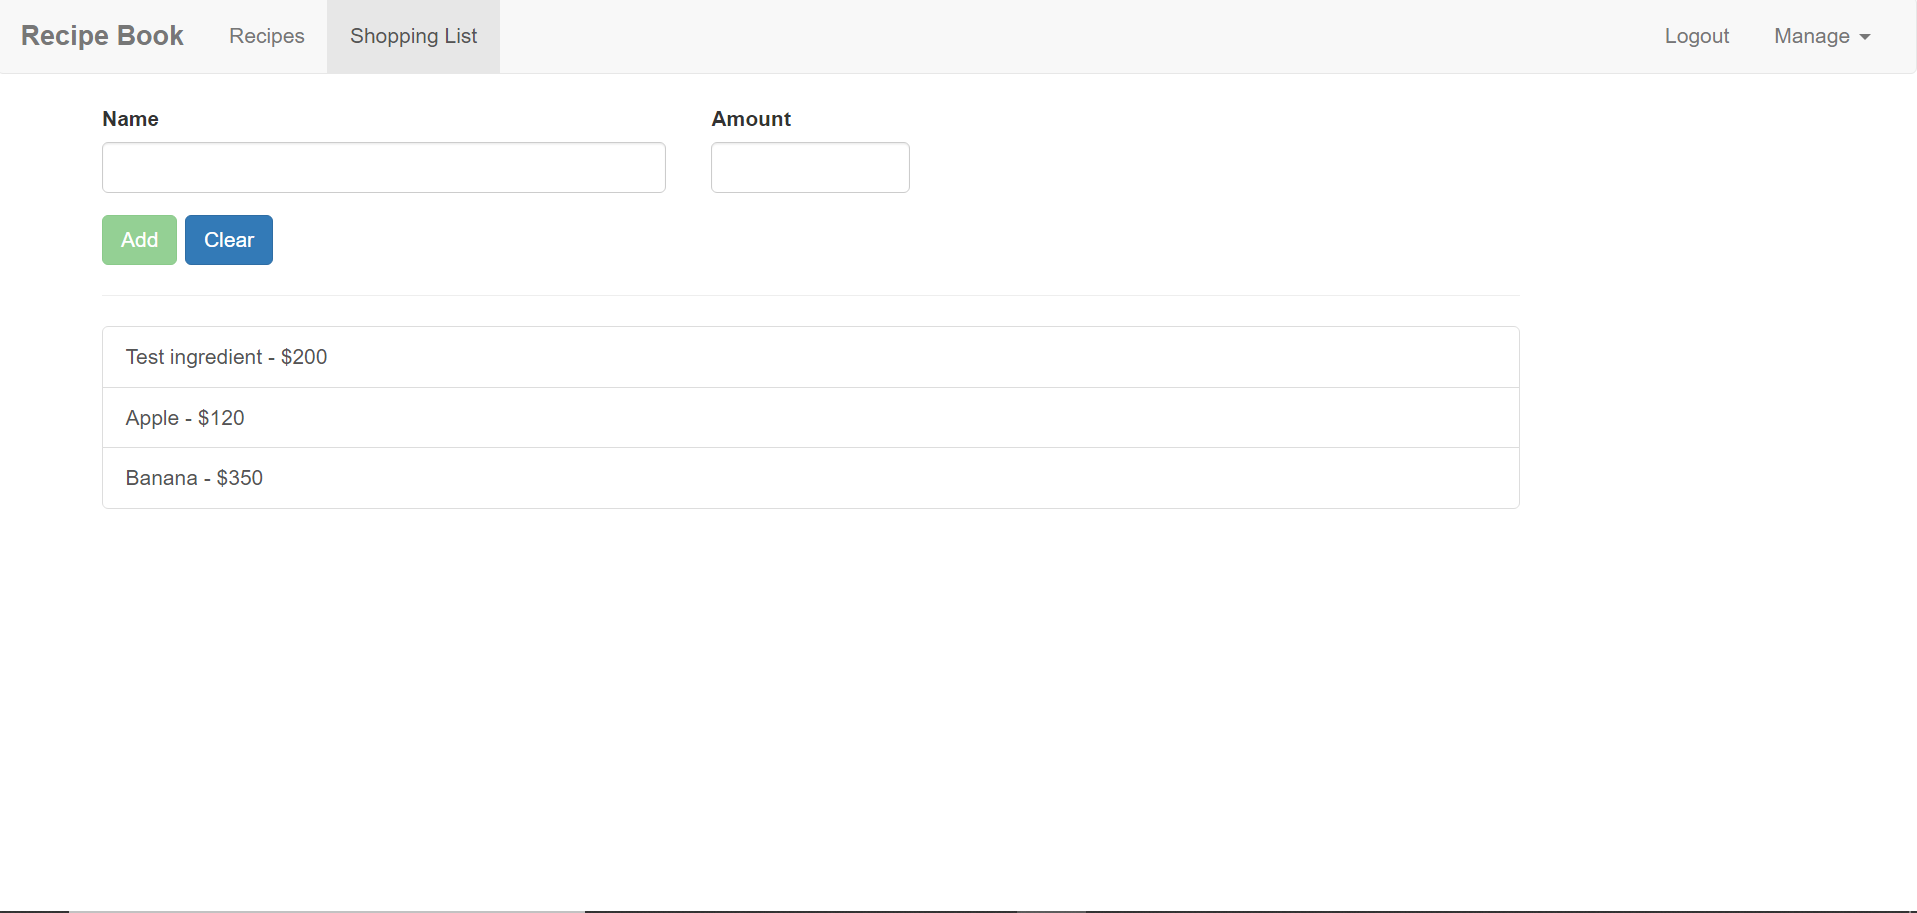 Recipe Book Recipes Shopping List Logout Manage
Name Amount
Add Clear
Test ingredient - $200
Apple - $120
Banana - $350